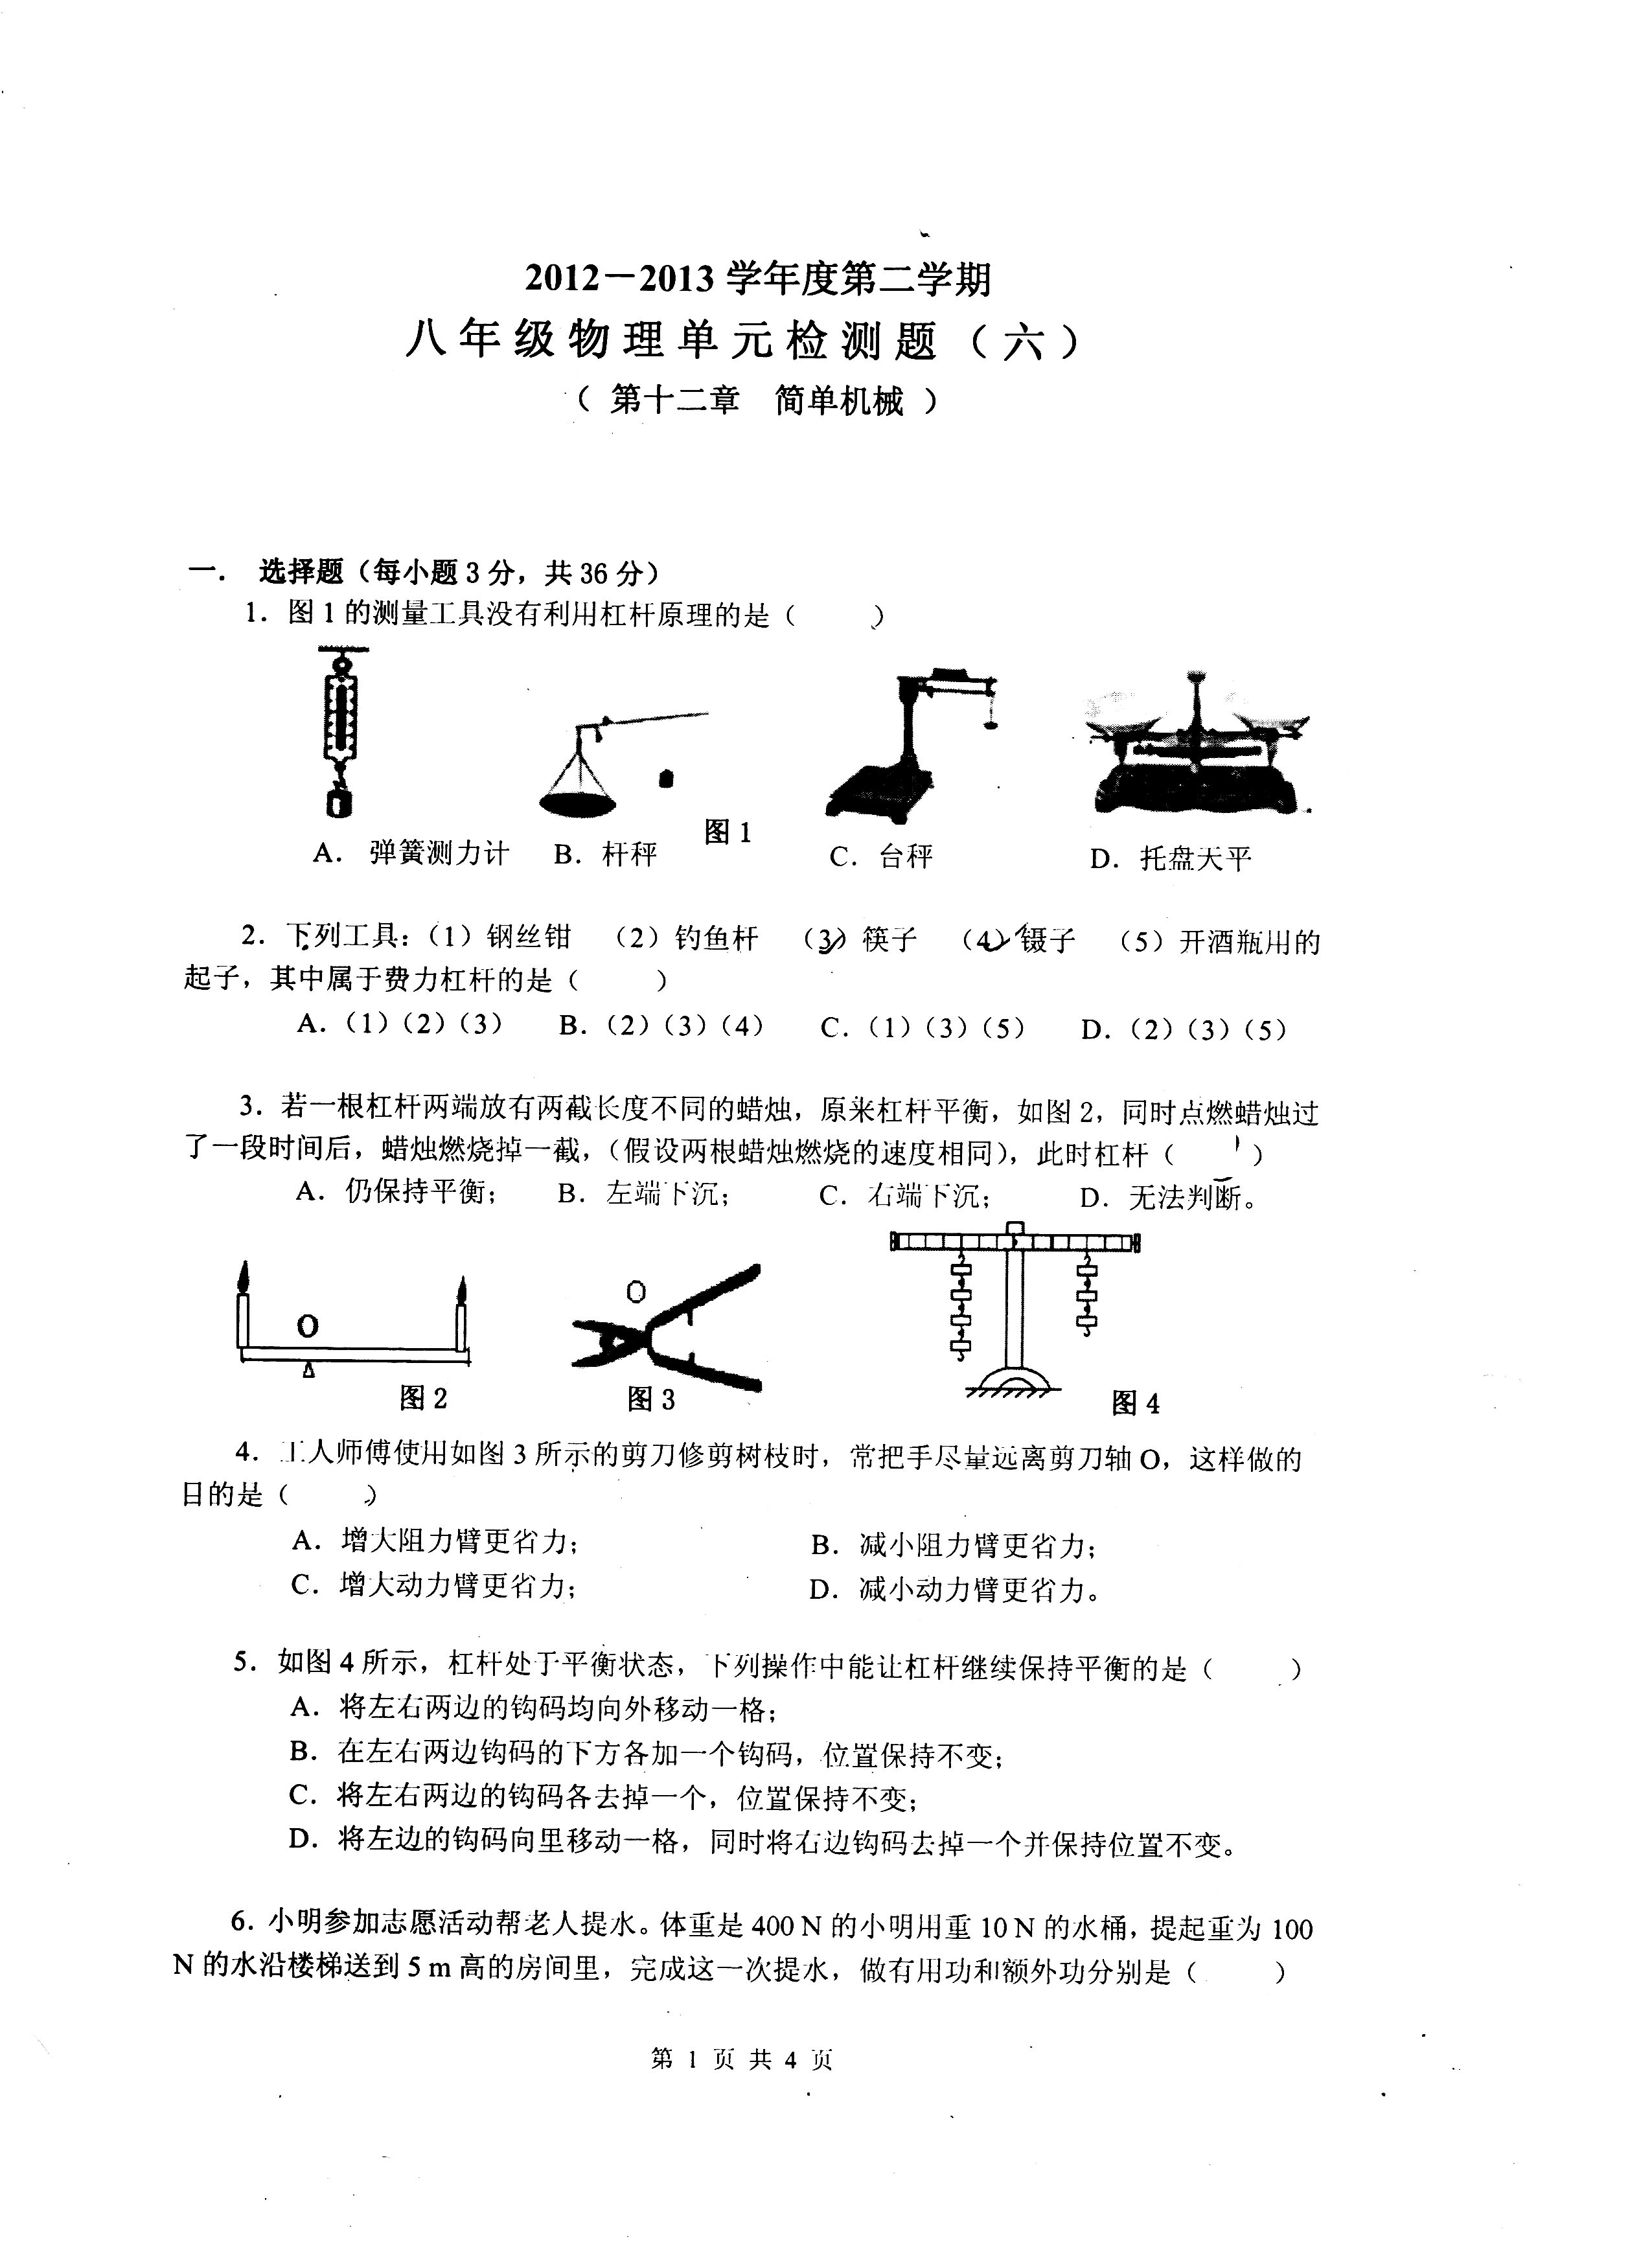 2012－2013 学年度第二学期
八年级物理单元检测题（六）
（ 第十二章　简单机械 ）
一． 选择题（每小题 3 分，共 36 分）
1．图 1 的测量工具没有利用杠杆原理的是（　　）
图 1
A． 弹簧测力计　B．杆秤　C．台秤　D．托盘天平
2．下列工具：（1）钢丝钳　（2）钓鱼杆　（3）筷子　（4）镊子　（5）开酒瓶用的
起子，其中属于费力杠杆的是（　　）
A．（1）（2）（3）　B．（2）（3）（4）　C．（1）（3）（5）　D．（2）（3）（5）
3．若一根杠杆两端放有两截长度不同的蜡烛，原来杠杆平衡，如图 2，同时点燃蜡烛过
了一段时间后，蜡烛燃烧掉一截，（假设两根蜡烛燃烧的速度相同），此时杠杆（　　）
A．仍保持平衡；　B．左端下沉；　C．右端下沉；　D．无法判断。
O
O
图 2　图 3　图 4
4．工人师傅使用如图 3 所示的剪刀修剪树枝时，常把手尽量远离剪刀轴 O，这样做的
目的是（　　）
A．增大阻力臂更省力；　B．减小阻力臂更省力；
C．增大动力臂更省力；　D．减小动力臂更省力。
5．如图 4 所示，杠杆处于平衡状态，下列操作中能让杠杆继续保持平衡的是（　　）
A．将左右两边的钩码均向外移动一格；
B．在左右两边钩码的下方各加一个钩码，位置保持不变；
C．将左右两边的钩码各去掉一个，位置保持不变；
D．将左边的钩码向里移动一格，同时将右边钩码去掉一个并保持位置不变。
6．小明参加志愿活动帮老人提水。体重是 400 N 的小明用重 10 N 的水桶，提起重为 100
N 的水沿楼梯送到 5 m 高的房间里，完成这一次提水，做有用功和额外功分别是（　　）
第 1 页 共 4 页